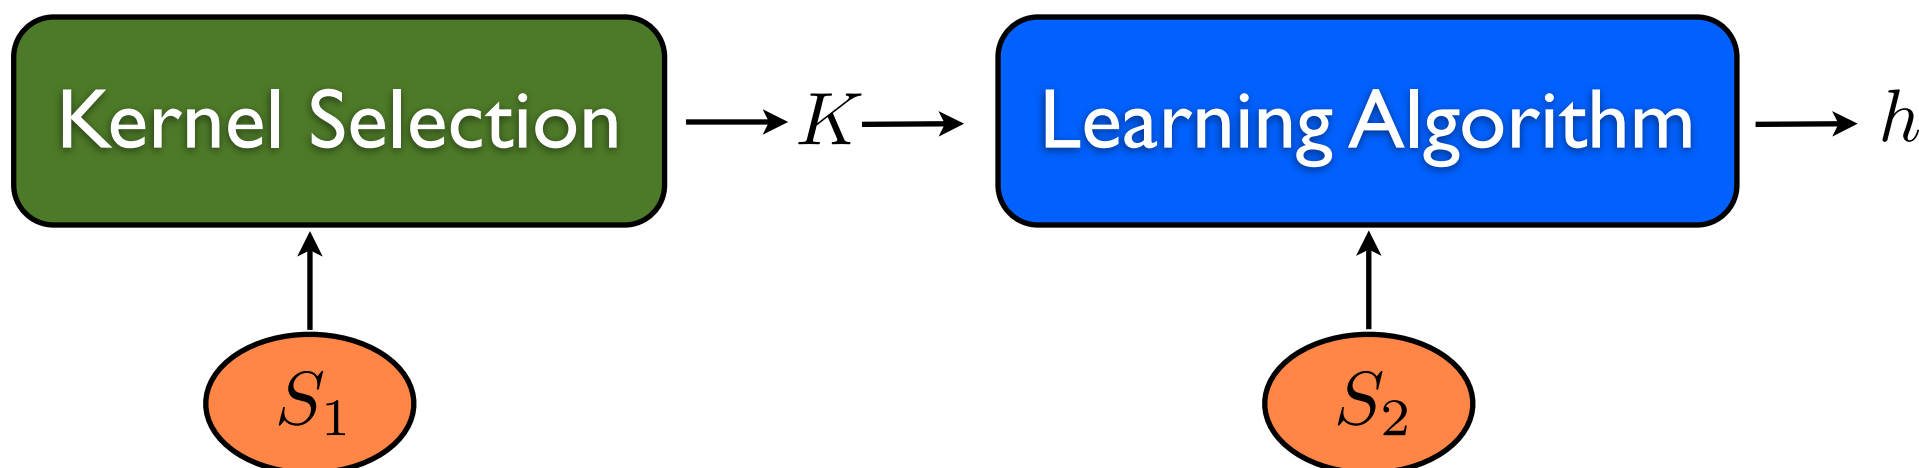 Kernel Selection
K
Learning Algorithm
h
S₁
S₂